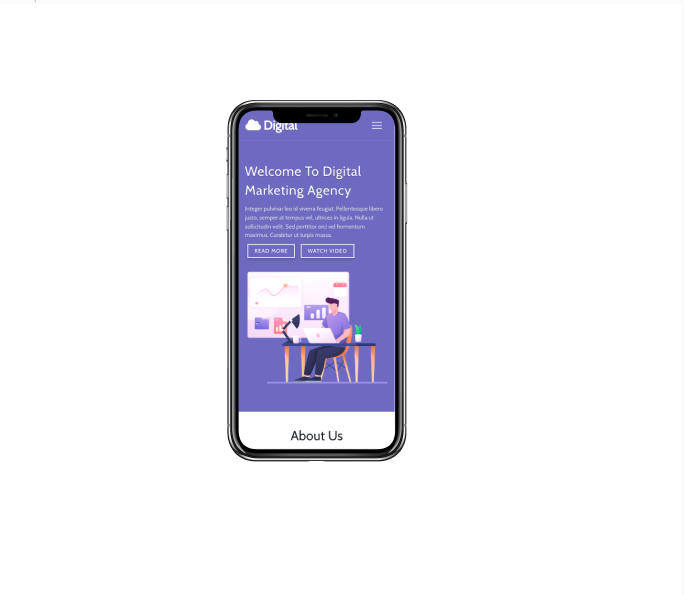 Digital
Welcome To Digital
Marketing Agency
Integer pulvinar leo id viverra feugiat. Pellentesque libero
justo, semper at tempus vel, ultrices in ligula. Nulla ut
sollicitudin velit. Sed porttitor orci vel fermentum
maximus. Curabitur ut turpis massa.
READ MORE WATCH VIDEO
About Us